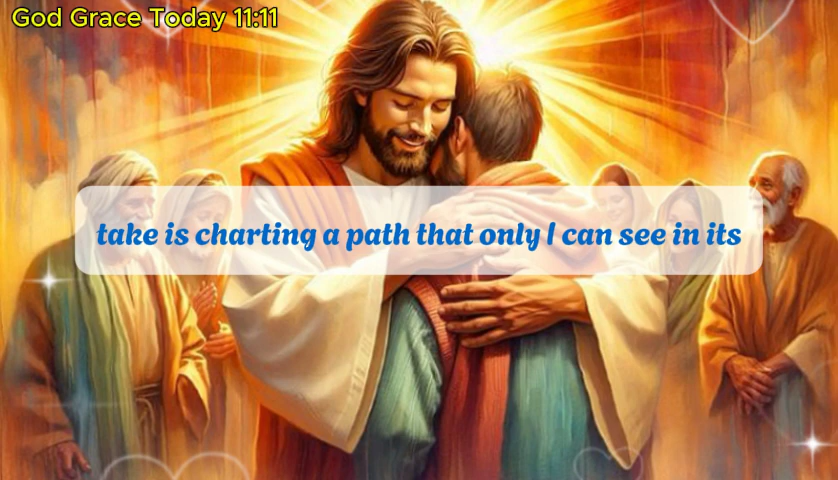 God Grace Today 11:11
take is charting a path that only I can see in its